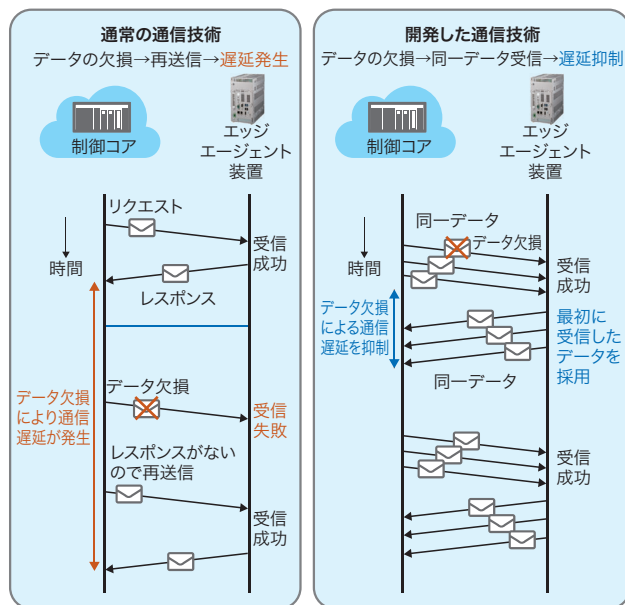 通常の通信技術
データの欠損→再送信→遅延発生
制御コア
エッジ
エージェント
装置
リクエスト
時間
受信
成功
レスポンス
データ欠損
により通信
遅延が発生
データ欠損
受信
失敗
レスポンスがない
ので再送信
受信
成功
開発した通信技術
データの欠損→同一データ受信→遅延抑制
制御コア
エッジ
エージェント
装置
同一データ
データ欠損
時間
受信
成功
データ欠損
による通信
遅延を抑制
最初に
受信した
データを
採用
同一データ
受信
成功